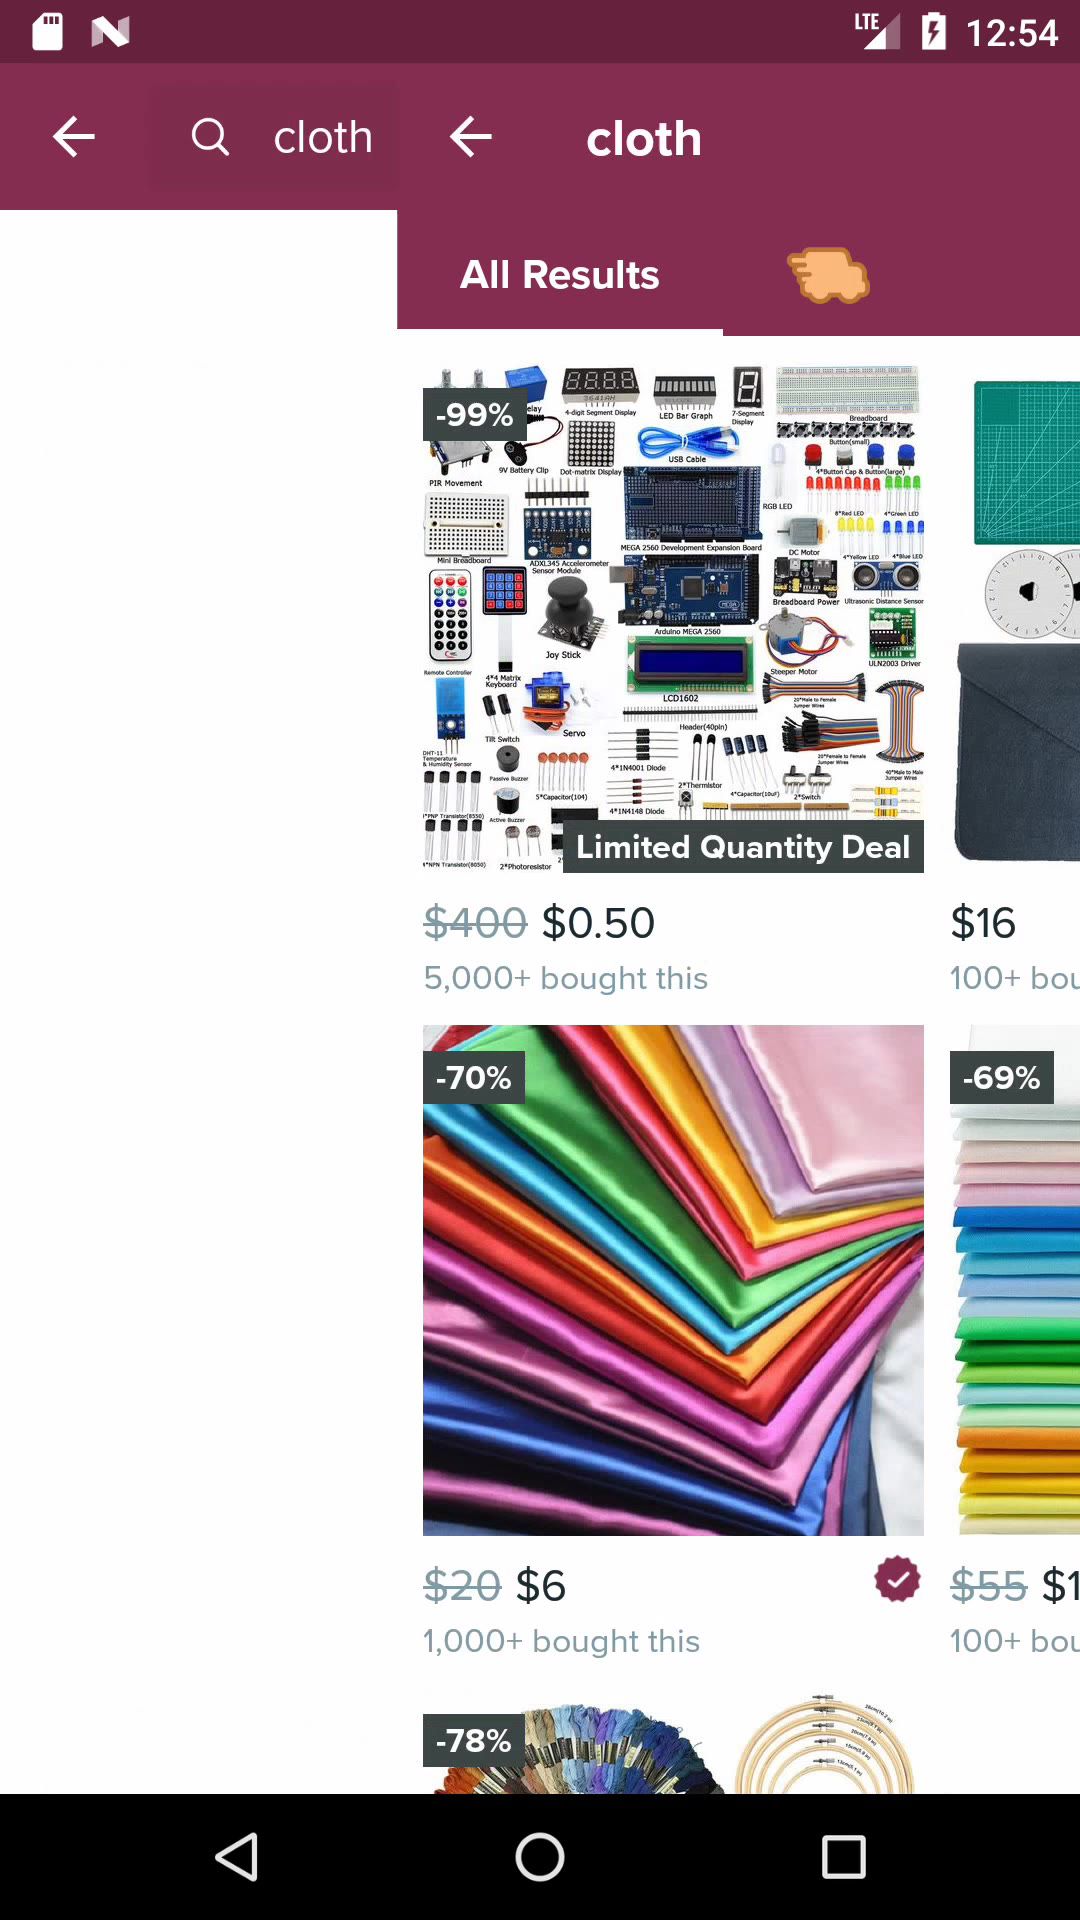 LTE 12:54
cloth
cloth
All Results
-99%
Relay
4-digit Segment Display
LED Bar Graph
7-Segment
Display
Breadboard
Button(small)
9V Battery Clip
Dot-matrix Display
USB Cable
4*Button Cap & Button(large)
PIR Movement
RGB LED
8*Red LED
4*Green LED
MEGA 2560 Development Expansion Board
DC Motor
4*Yellow LED
4*Blue LED
Mini Breadboard
ADXL345 Accelerometer
Sensor Module
Breadboard Power
Ultrasonic Distance Sensor
Arduino MEGA 2560
Joy Stick
Remote Controller
4*4 Matrix
Keyboard
Steeper Motor
ULN2003 Driver
LCD1602
20*Male to Female
Jumper Wires
Header(40pin)
Servo
Tilt Switch
DHT-11
Temperature
& Humidity Sensor
Passive Buzzer
4*1N4001 Diode
20*Female to Female
Jumper Wires
40*Male to Male
Jumper Wires
2*Thermistor
4*Capacitor(10uF)
2*Switch
5*Capacitor(104)
4*1N4148 Diode
*PNP Transistor(8550)
Active Buzzer
*NPN Transistor(8050)
2*Photoresistor
Limited Quantity Deal
$400 $0.50
5,000+ bought this
$16
100+ bou
-70%
-69%
$20 $6
1,000+ bought this
$55 $1
100+ bou
-78%